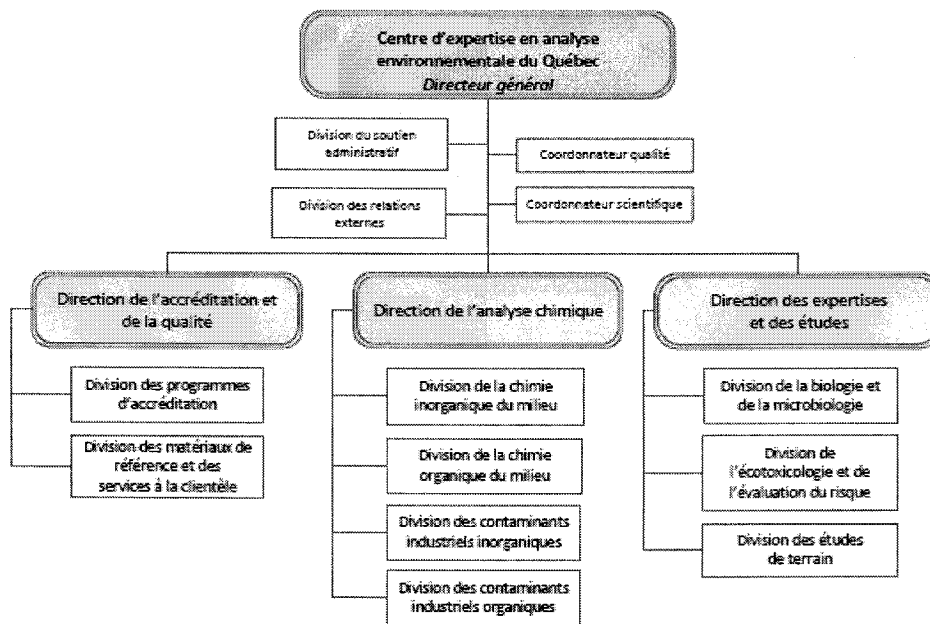 Centre d'expertise en analyse
environnementale du Québec
Directeur général
Division du soutien
administratif
Coordonnateur qualité
Division des relations
externes
Coordonnateur scientifique
Direction de l'accréditation et
de la qualité
Division des programmes
d'accréditation
Division des matériaux de
référence et des
services à la clientèle
Direction de l'analyse chimique
Division de la chimie
inorganique du milieu
Division de la chimie
organique du milieu
Division des contaminants
industriels inorganiques
Division des contaminants
industriels organiques
Direction des expertises
et des études
Division de la biologie et
de la microbiologie
Division de
l'écotoxicologie et de
l'évaluation du risque
Division des études
de terrain